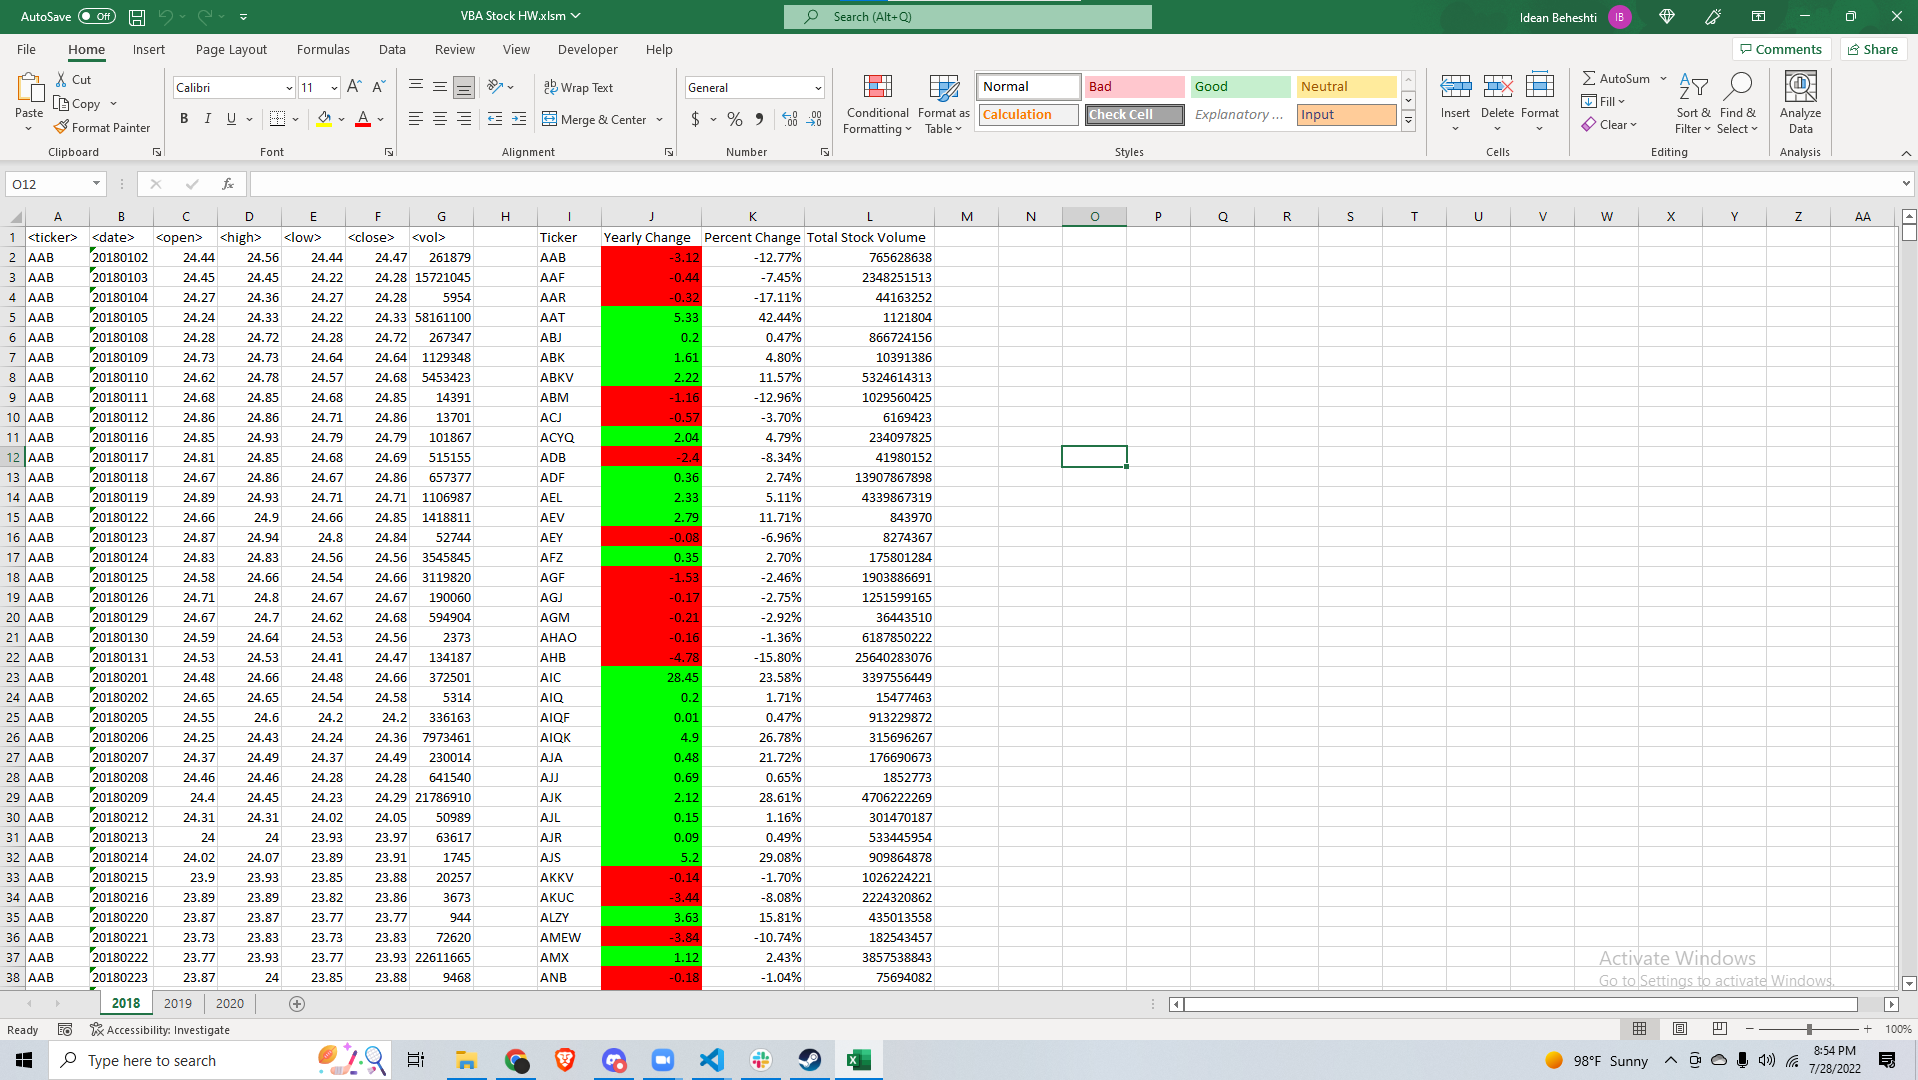 AutoSave Off VBA Stock HW.xlsm Search (Alt+Q) Idean Beheshti IB
File Home Insert Page Layout Formulas Data Review View Developer Help Comments Share
Paste Cut Copy Format Painter Clipboard
Calibri 11 B I U A Font
ab Wrap Text Merge & Center Alignment
General $ % Number
Conditional Formatting Format as Table
Normal Bad Good Neutral
Calculation Check Cell Explanatory ... Input
Styles
Insert Delete Format Cells
AutoSum Fill Clear Sort & Filter Find & Select Editing
Analyze Data Analysis
O12 fx
A B C D E F G H I J K L M N O P Q R S T U V W X Y Z AA
1 <ticker> <date> <open> <high> <low> <close> <vol> Ticker Yearly Change Percent Change Total Stock Volume
2 AAB 20180102 24.44 24.56 24.44 24.47 261879 AAB -3.12 -12.77% 765628638
3 AAB 20180103 24.45 24.45 24.22 24.28 15721045 AAF -0.44 -7.45% 2348251513
4 AAB 20180104 24.27 24.36 24.27 24.28 5954 AAR -0.32 -17.11% 44163252
5 AAB 20180105 24.24 24.33 24.22 24.33 58161100 AAT 5.33 42.44% 1121804
6 AAB 20180108 24.28 24.72 24.28 24.72 267347 ABJ 0.2 0.47% 866724156
7 AAB 20180109 24.73 24.73 24.64 24.64 1129348 ABK 1.61 4.80% 10391386
8 AAB 20180110 24.62 24.78 24.57 24.68 5453423 ABKV 2.22 11.57% 5324614313
9 AAB 20180111 24.68 24.85 24.68 24.85 14391 ABM -1.16 -12.96% 1029560425
10 AAB 20180112 24.86 24.86 24.71 24.86 13701 ACJ -0.57 -3.70% 6169423
11 AAB 20180116 24.85 24.93 24.79 24.79 101867 ACYQ 2.04 4.79% 234097825
12 AAB 20180117 24.81 24.85 24.68 24.69 515155 ADB -2.4 -8.34% 41980152
13 AAB 20180118 24.67 24.86 24.67 24.86 657377 ADF 0.36 2.74% 13907867898
14 AAB 20180119 24.89 24.93 24.71 24.71 1106987 AEL 2.33 5.11% 4339867319
15 AAB 20180122 24.66 24.9 24.66 24.85 1418811 AEV 2.79 11.71% 843970
16 AAB 20180123 24.87 24.94 24.8 24.84 52744 AEY -0.08 -6.96% 8274367
17 AAB 20180124 24.83 24.83 24.56 24.56 3545845 AFZ 0.35 2.70% 175801284
18 AAB 20180125 24.58 24.66 24.54 24.66 3119820 AGF -1.53 -2.46% 1903886691
19 AAB 20180126 24.71 24.8 24.67 24.67 190060 AGJ -0.17 -2.75% 1251599165
20 AAB 20180129 24.67 24.7 24.62 24.68 594904 AGM -0.21 -2.92% 36443510
21 AAB 20180130 24.59 24.64 24.53 24.56 2373 AHAO -0.16 -1.36% 6187850222
22 AAB 20180131 24.53 24.53 24.41 24.47 134187 AHB -4.78 -15.80% 25640283076
23 AAB 20180201 24.48 24.66 24.48 24.66 372501 AIC 28.45 23.58% 3397556449
24 AAB 20180202 24.65 24.65 24.54 24.58 5314 AIQ 0.2 1.71% 15477463
25 AAB 20180205 24.55 24.6 24.2 24.2 336163 AIQF 0.01 0.47% 913229872
26 AAB 20180206 24.25 24.43 24.24 24.36 7973461 AIQK 4.9 26.78% 315696267
27 AAB 20180207 24.37 24.49 24.37 24.49 230014 AJA 0.48 21.72% 176690673
28 AAB 20180208 24.46 24.46 24.28 24.28 641540 AJJ 0.69 0.65% 1852773
29 AAB 20180209 24.4 24.45 24.23 24.29 21786910 AJK 2.12 28.61% 4706222269
30 AAB 20180212 24.31 24.31 24.02 24.05 50989 AJL 0.15 1.16% 301470187
31 AAB 20180213 24 24 23.93 23.97 63617 AJR 0.09 0.49% 533445954
32 AAB 20180214 24.02 24.07 23.89 23.91 1745 AJS 5.2 29.08% 909864878
33 AAB 20180215 23.9 23.93 23.85 23.88 20257 AKKV -0.14 -1.70% 1026224221
34 AAB 20180216 23.89 23.89 23.82 23.86 3673 AKUC -3.44 -8.08% 2224320862
35 AAB 20180220 23.87 23.87 23.77 23.77 944 ALZY 3.63 15.81% 435013558
36 AAB 20180221 23.73 23.83 23.73 23.83 72620 AMEW -3.84 -10.74% 182543457
37 AAB 20180222 23.77 23.93 23.77 23.93 22611665 AMX 1.12 2.43% 3857538843
38 AAB 20180223 23.87 24 23.85 23.88 9468 ANB -0.18 -1.04% 75694082
Activate Windows
Go to Settings to activate Windows.
2018 2019 2020
Ready Accessibility: Investigate 100%
Type here to search 98°F Sunny 8:54 PM
7/28/2022